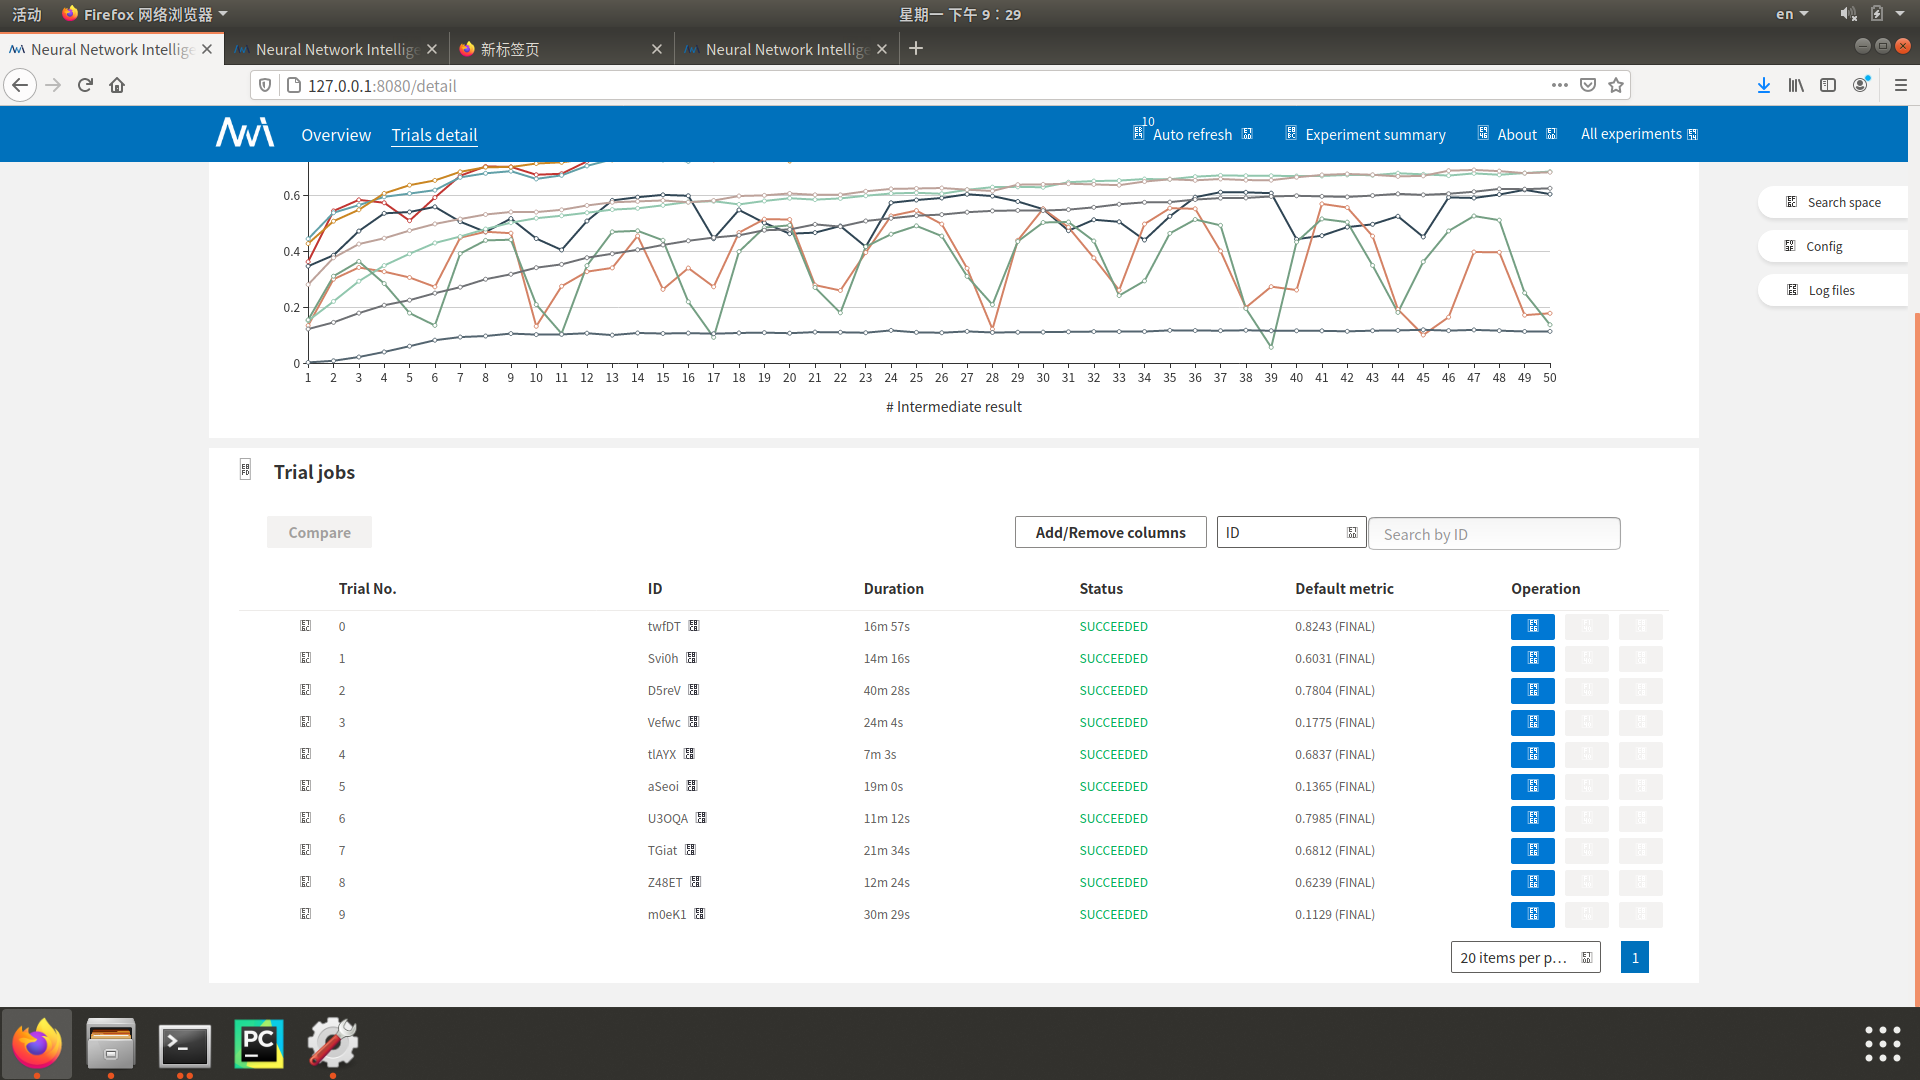 活动 Firefox 网络浏览器 星期一 下午 9：29 en
Neural Network Intellige Neural Network Intellige 新标签页 Neural Network Intellige
127.0.0.1:8080/detail
Overview Trials detail 10 Auto refresh Experiment summary About All experiments
Search space
Config
Log files
0.6
0.4
0.2
0
1 2 3 4 5 6 7 8 9 10 11 12 13 14 15 16 17 18 19 20 21 22 23 24 25 26 27 28 29 30 31 32 33 34 35 36 37 38 39 40 41 42 43 44 45 46 47 48 49 50
# Intermediate result
Trial jobs
Compare Add/Remove columns ID Search by ID
Trial No. ID Duration Status Default metric Operation
0 twfDT 16m 57s SUCCEEDED 0.8243 (FINAL)
1 Svi0h 14m 16s SUCCEEDED 0.6031 (FINAL)
2 D5reV 40m 28s SUCCEEDED 0.7804 (FINAL)
3 Vefwc 24m 4s SUCCEEDED 0.1775 (FINAL)
4 tlAYX 7m 3s SUCCEEDED 0.6837 (FINAL)
5 aSeoi 19m 0s SUCCEEDED 0.1365 (FINAL)
6 U3OQA 11m 12s SUCCEEDED 0.7985 (FINAL)
7 TGiat 21m 34s SUCCEEDED 0.6812 (FINAL)
8 Z48ET 12m 24s SUCCEEDED 0.6239 (FINAL)
9 m0eK1 30m 29s SUCCEEDED 0.1129 (FINAL)
20 items per p... 1
PC